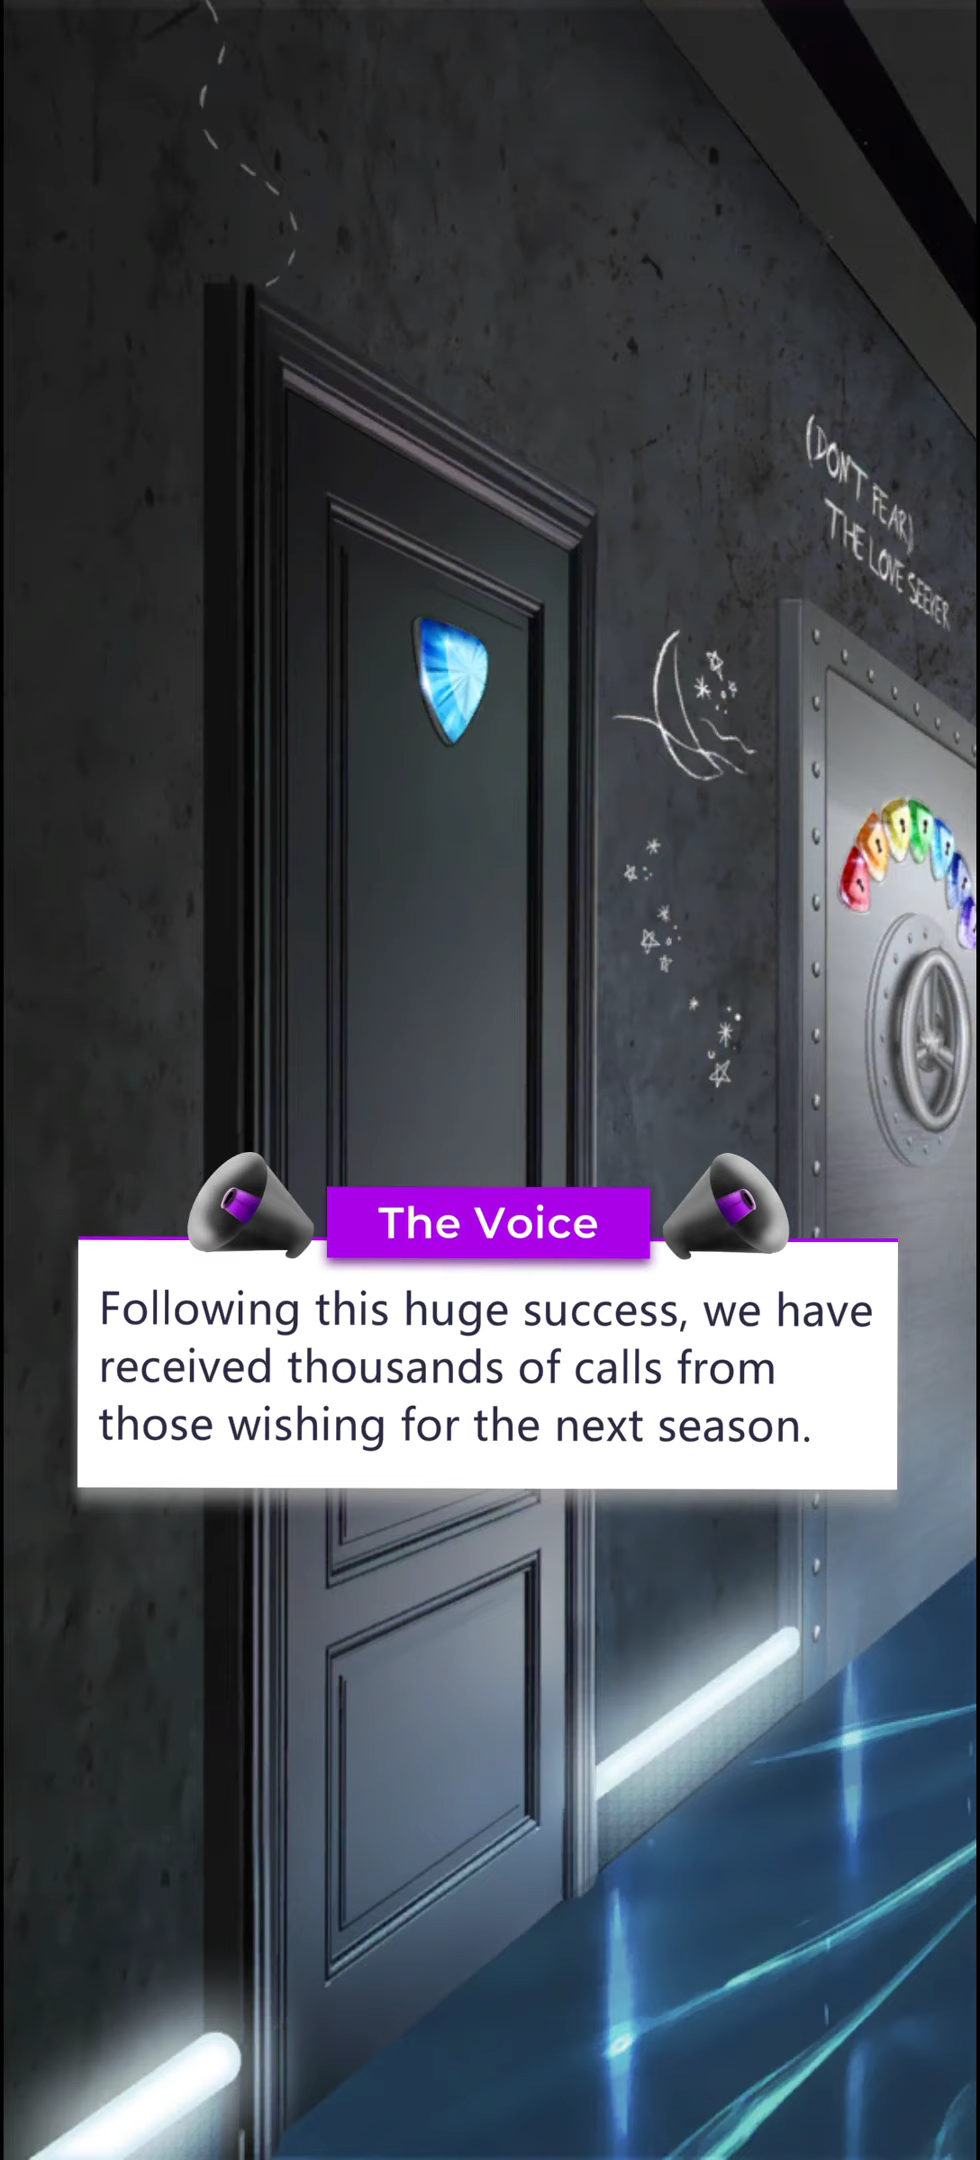 (DON'T FEAR)
THE LOVE SEEKER
The Voice
Following this huge success, we have
received thousands of calls from
those wishing for the next season.